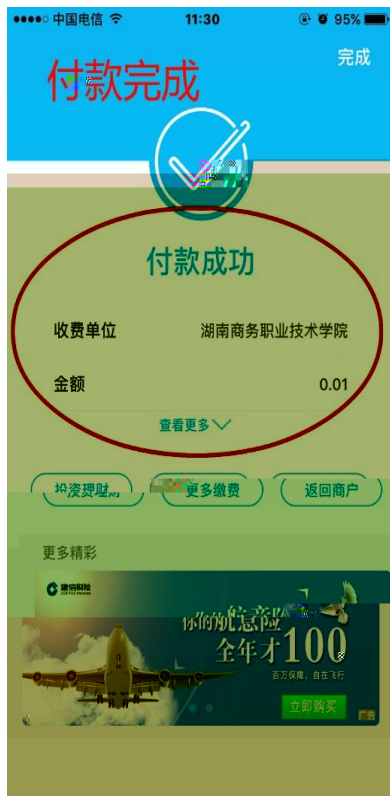 中国电信 11:30 95%
完成
付款完成
付款成功
收费单位 湖南商务职业技术学院
金额 0.01
查看更多
投资理财 更多缴费 返回商户
更多精彩
建信财险
你的航意险
全年才100
百万保障，自在飞行
立即购买
广告